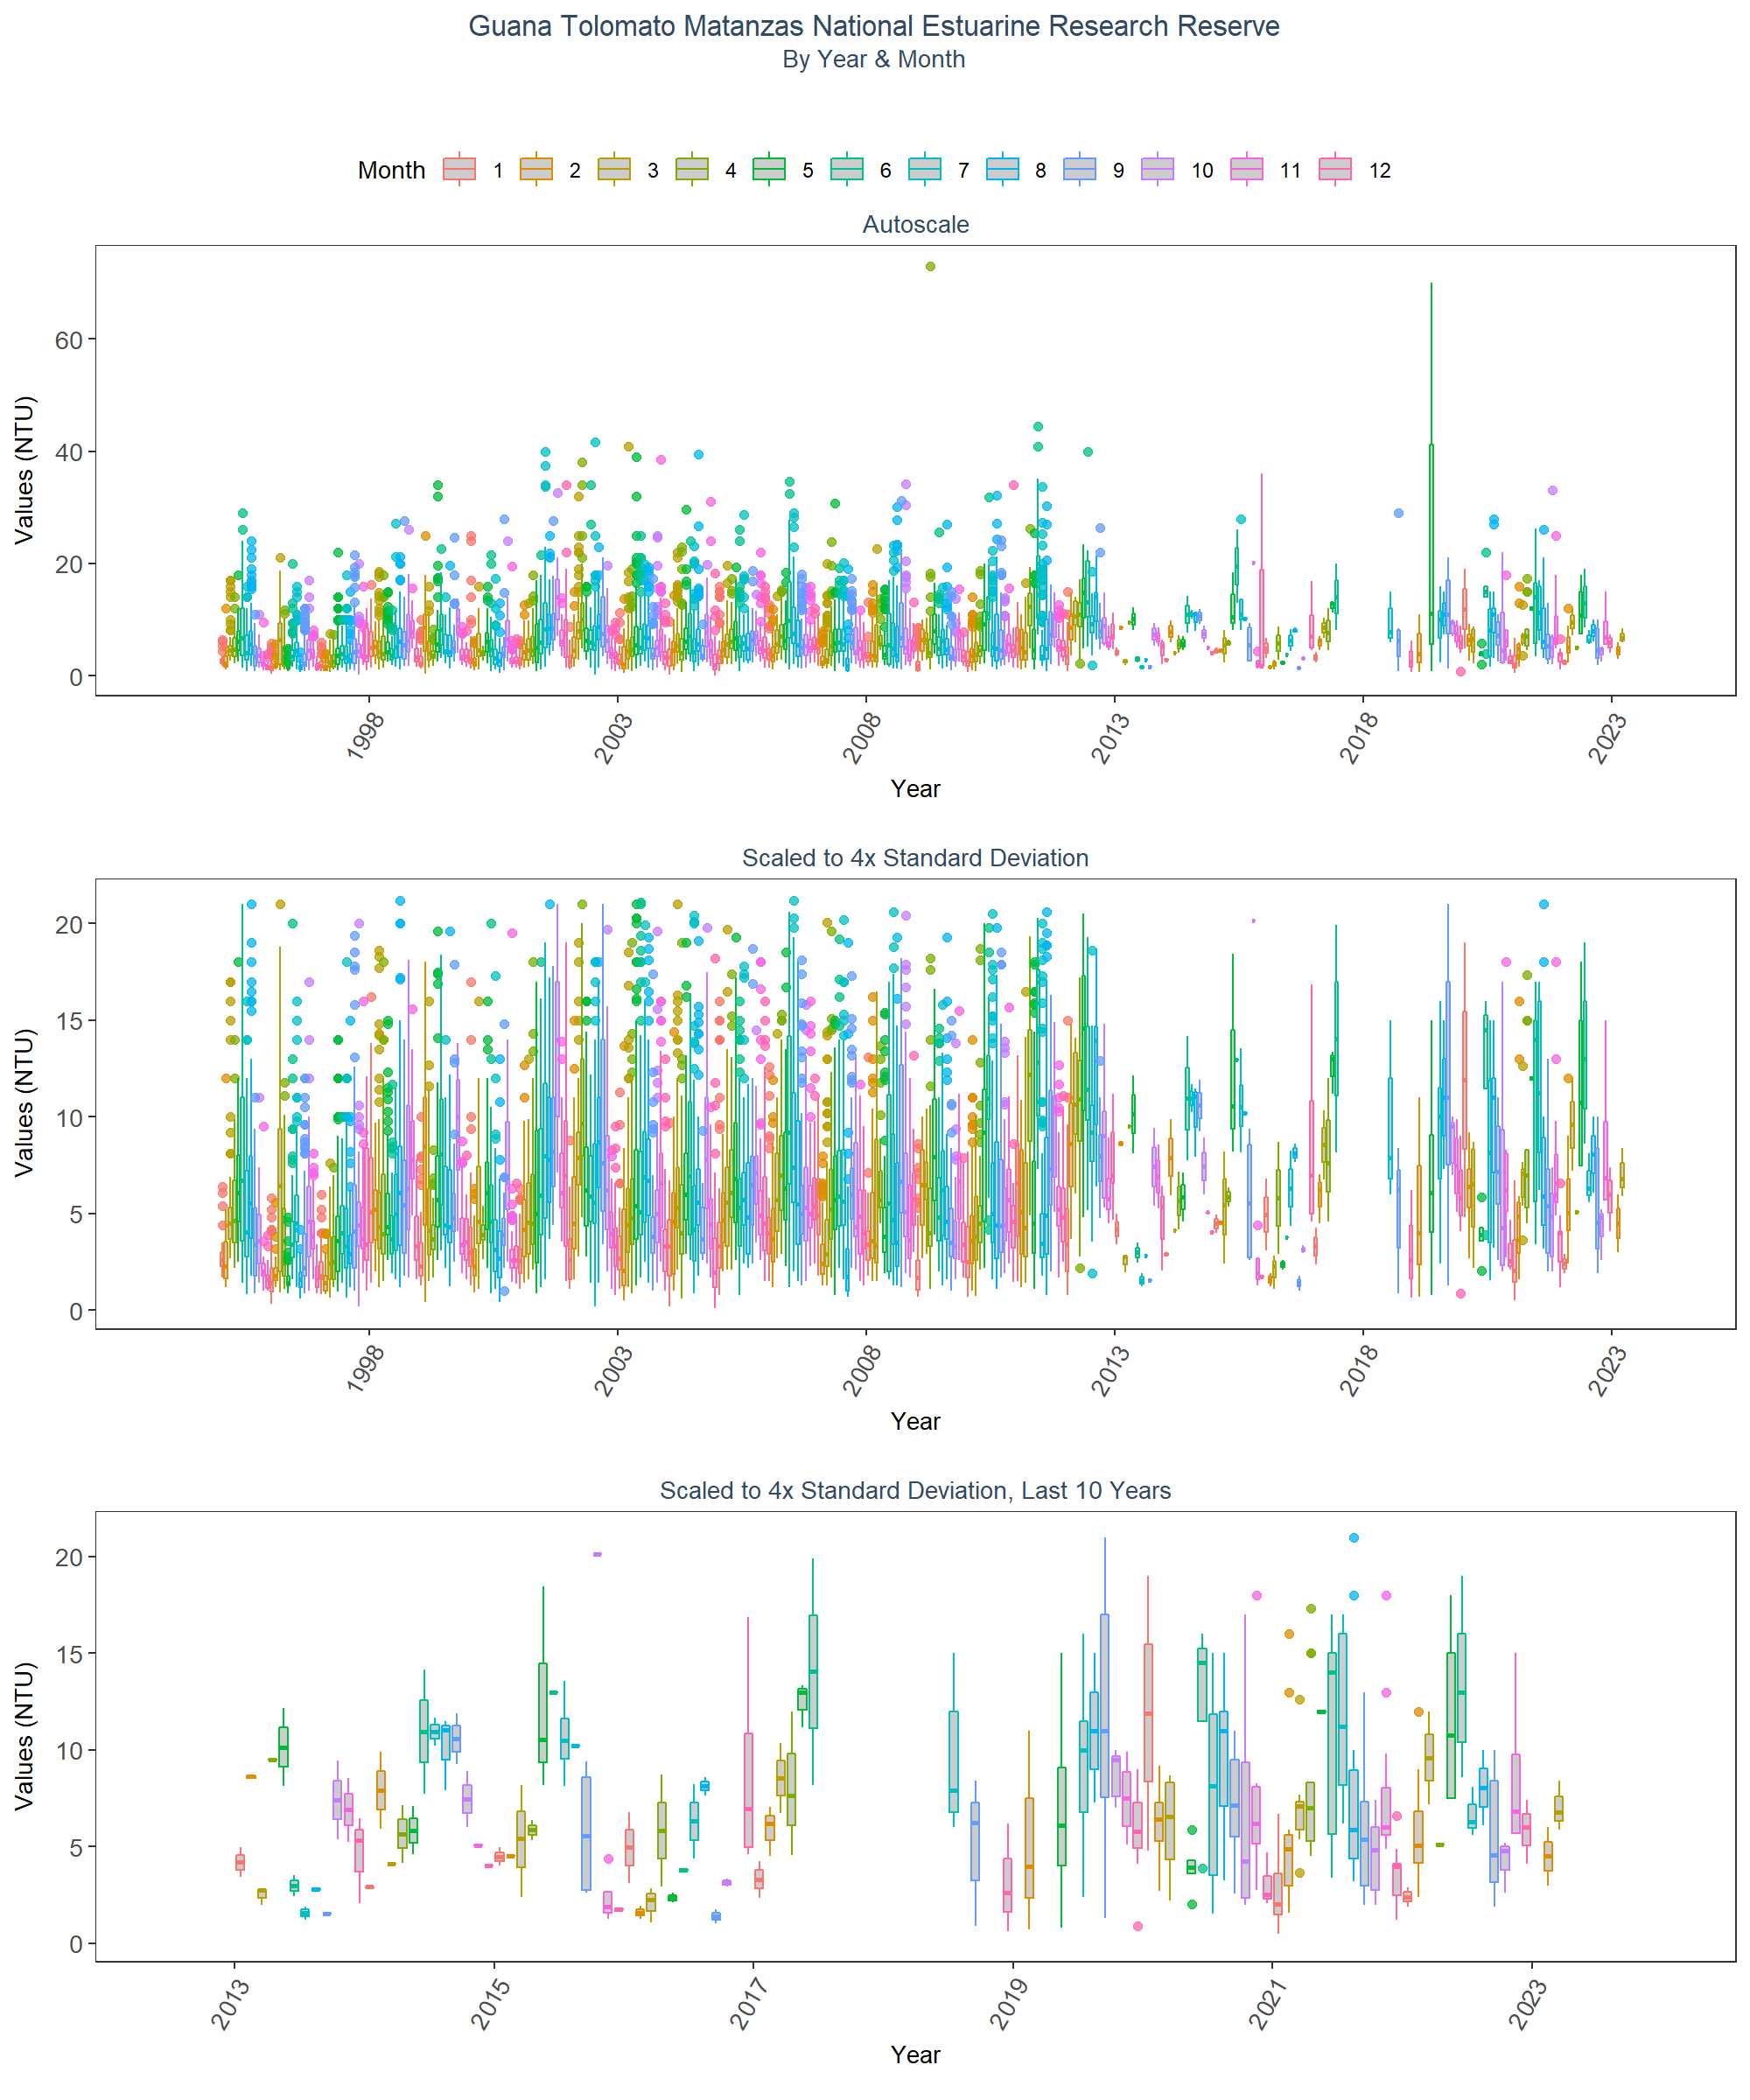 Guana Tolomato Matanzas National Estuarine Research Reserve
By Year & Month
Month 1 2 3 4 5 6 7 8 9 10 11 12
Autoscale
Values (NTU)
60
40
20
0
1998 2003 2008 2013 2018 2023
Year
Scaled to 4x Standard Deviation
Values (NTU)
20
15
10
5
0
1998 2003 2008 2013 2018 2023
Year
Scaled to 4x Standard Deviation, Last 10 Years
Values (NTU)
20
15
10
5
0
2013 2015 2017 2019 2021 2023
Year